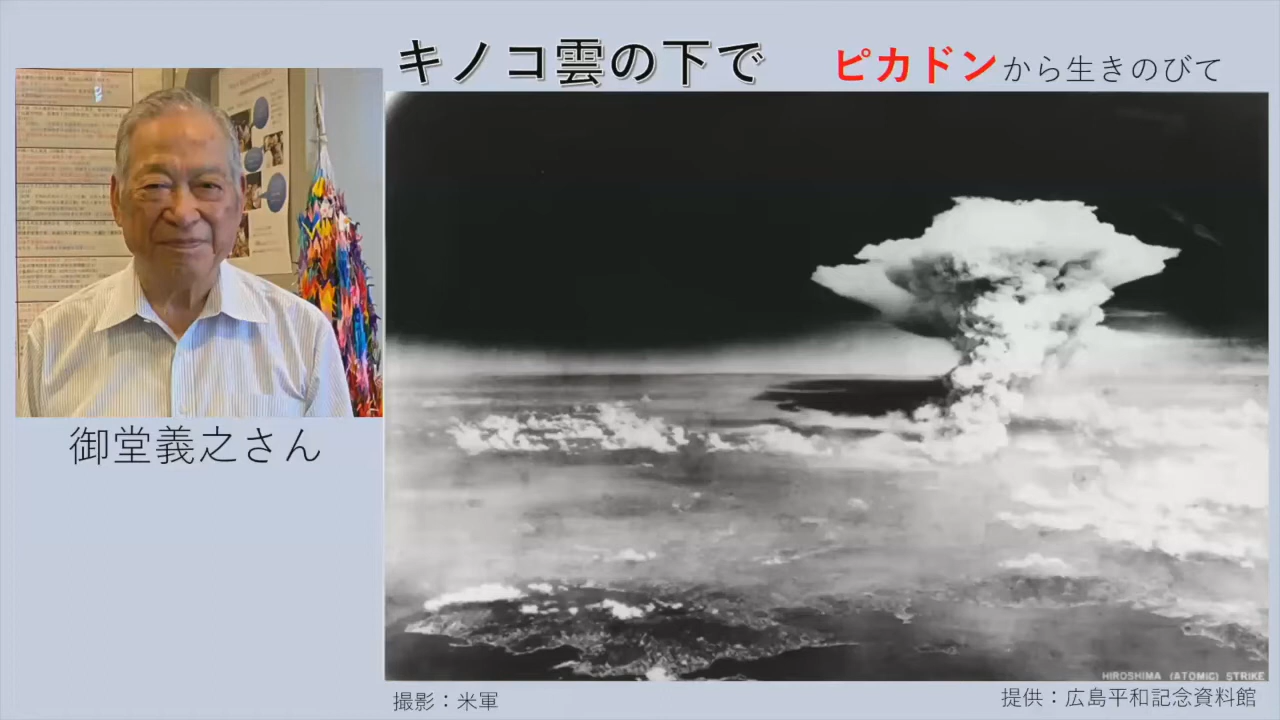 キノコ雲の下で ピカドンから生きのびて
御堂義之さん
HIROSHIMA (ATOMIC) STRIKE
撮影：米軍
提供：広島平和記念資料館